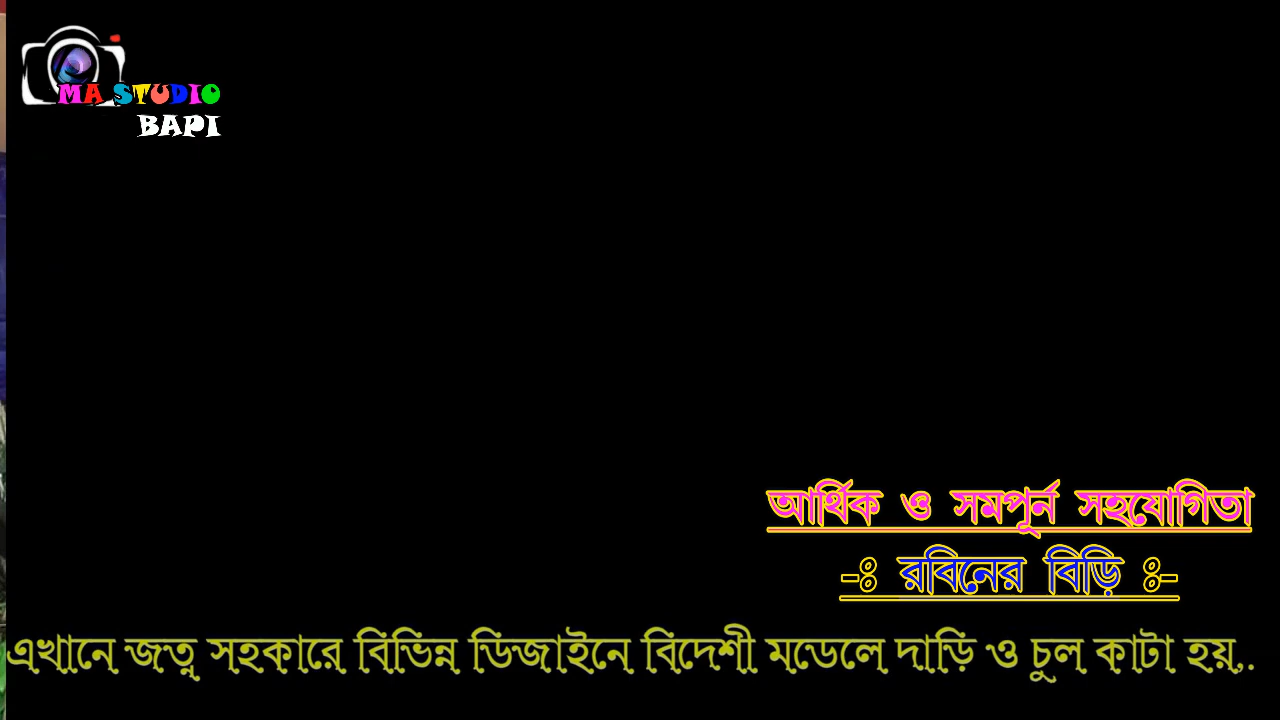 MA STUDIO
BAPI
আর্থিক ও সমপূর্ন সহযোগিতা
-ঃ রবিনের বিড়ি ঃ-
এখানে জত্ন সহকারে বিভিন্ন ডিজাইনে বিদেশী মডেলে দাড়ি ও চুল কাটা হয়,.